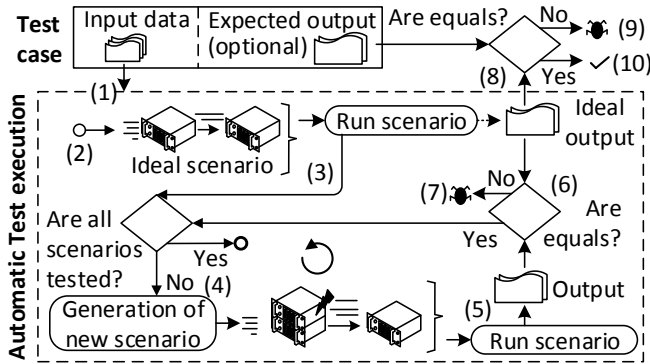 Test
case
Input data
Expected output
(optional)
Are equals?
No
(9)
(8)
Yes
(10)
(1)
(2)
Ideal scenario
Run scenario
Ideal
output
(3)
(7)
No
(6)
Are
equals?
Yes
Are all
scenarios
tested?
Yes
No
(4)
Generation of
new scenario
Output
(5)
Run scenario
Automatic Test execution